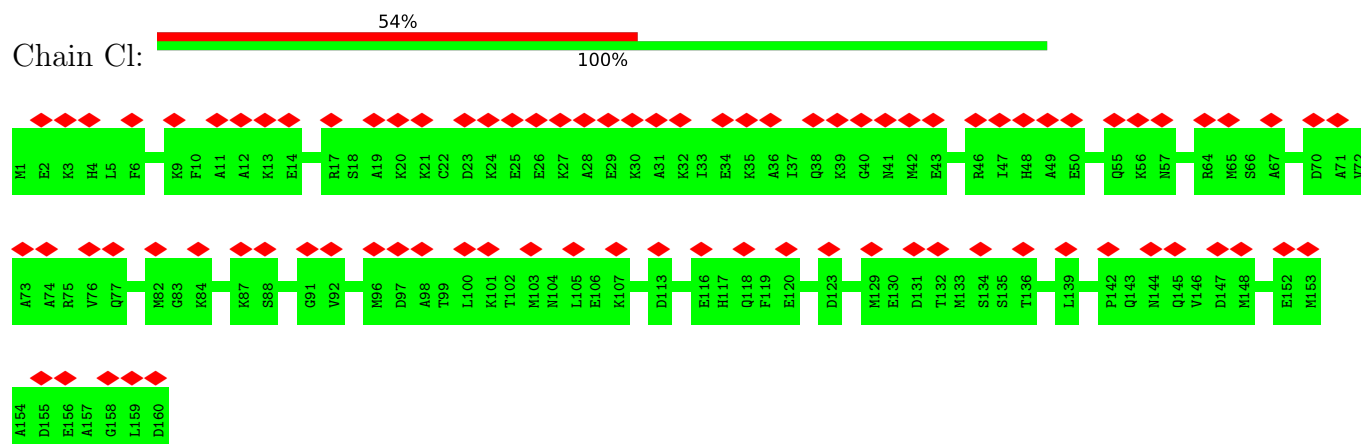 54%
Chain Cl:
100%
M1 E2 K3 H4 L5 F6 K9 F10 A11 A12 K13 E14 R17 S18 A19 K20 K21 C22 D23 K24 E25 E26 K27 A28 E29 K30 A31 K32 I33 E34 K35 A36 I37 Q38 K39 G40 N41 M42 E43 R46 I47 H48 A49 E50 Q55 K56 N57 R64 M65 S66 A67 D70 A71 V72
A73 A74 R75 V76 Q77 M82 G83 K84 K87 S88 G91 V92 M96 D97 A98 T99 L100 K101 T102 M103 N104 L105 E106 K107 D113 E116 H117 Q118 F119 E120 D123 M129 E130 D131 T132 M133 S134 S135 T136 L139 P142 Q143 N144 Q145 V146 D147 M148 E152 M153
A154 D155 E156 A157 G158 L159 D160